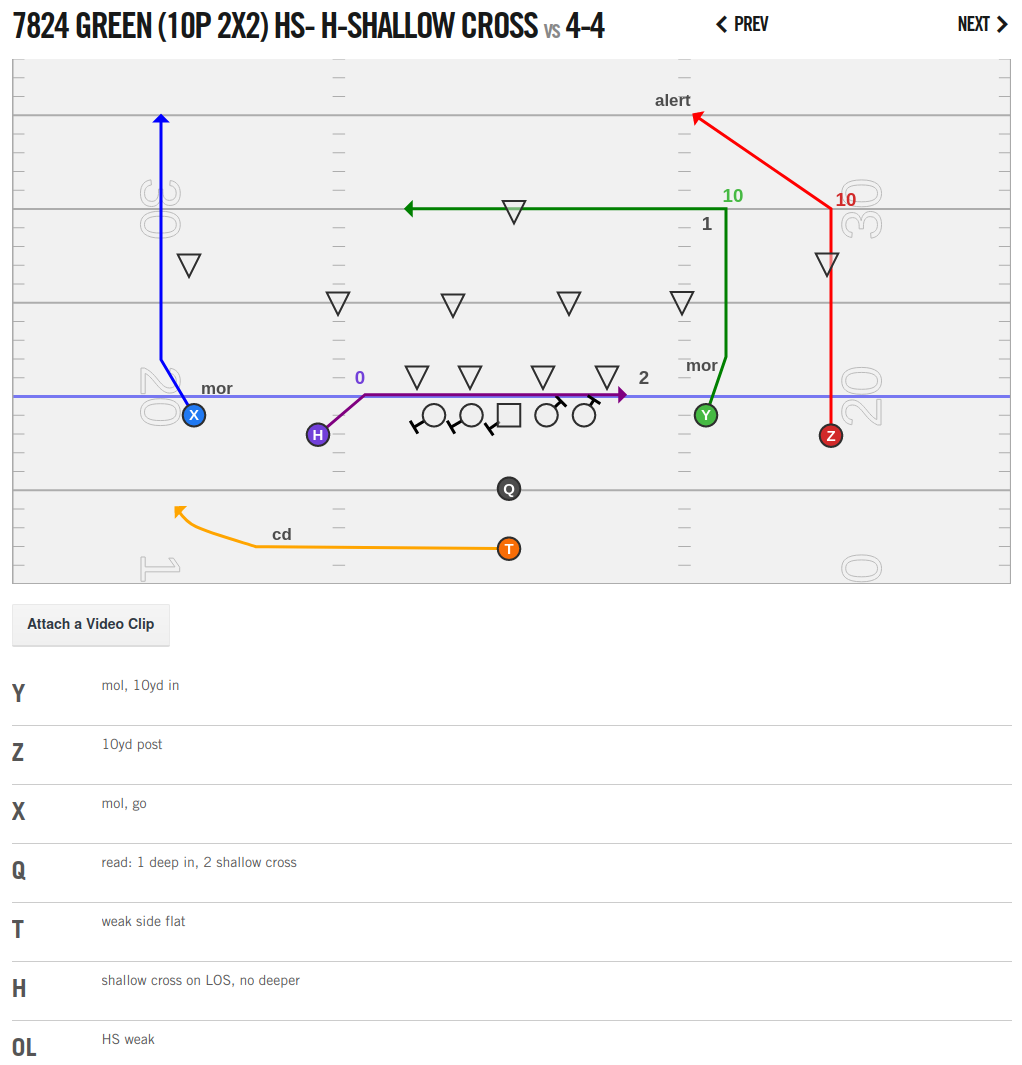 7824 GREEN (10P 2X2) HS- H-SHALLOW CROSS vs 4-4
PREV
NEXT
alert
30
30
10
10
1
mor
mor
0
2
20
20
X
H
Y
Z
Q
cd
T
1
0
Attach a Video Clip
Y mol, 10yd in
Z 10yd post
X mol, go
Q read: 1 deep in, 2 shallow cross
T weak side flat
H shallow cross on LOS, no deeper
OL HS weak